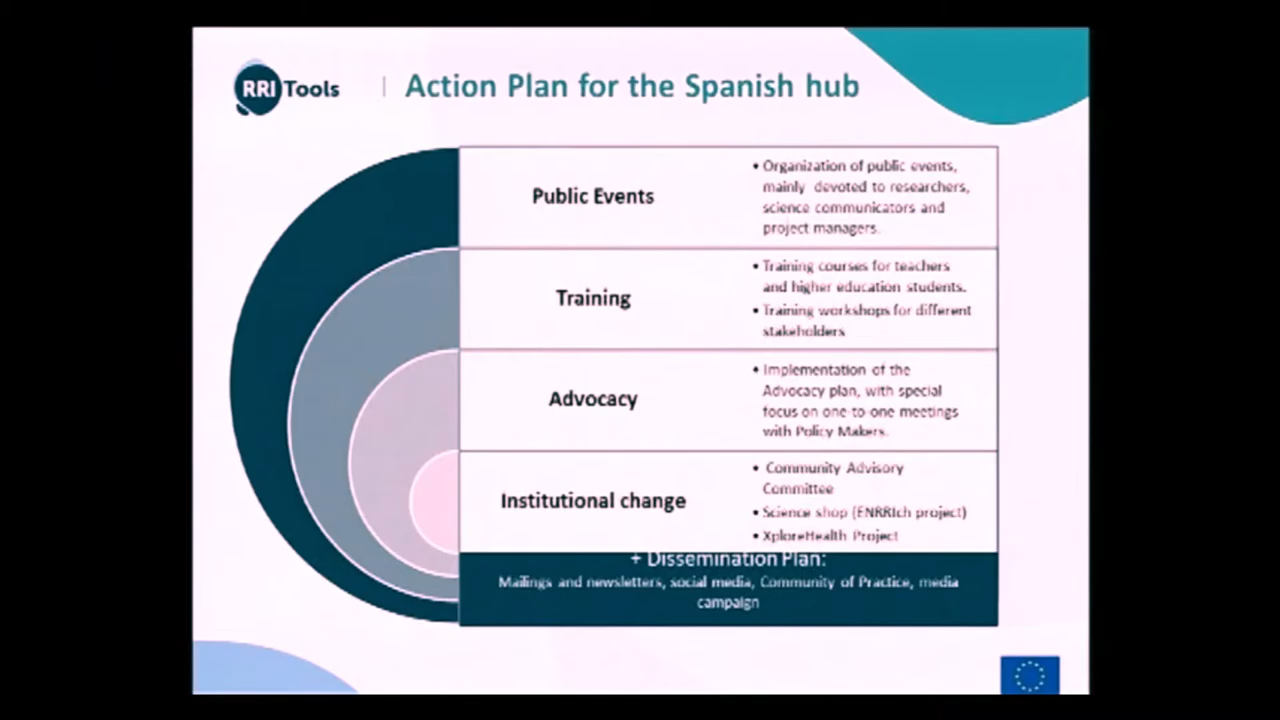 RRI Tools
Action Plan for the Spanish hub
Public Events
• Organization of public events,
mainly devoted to researchers,
science communicators and
project managers.
Training
• Training courses for teachers
and higher education students.
• Training workshops for different
stakeholders
Advocacy
• Implementation of the
Advocacy plan, with special
focus on one-to-one meetings
with Policy Makers.
Institutional change
• Community Advisory
Committee
• Science shop (ENRRIch project)
• XploreHealth Project
+ Dissemination Plan:
Mailings and newsletters, social media, Community of Practice, media
campaign